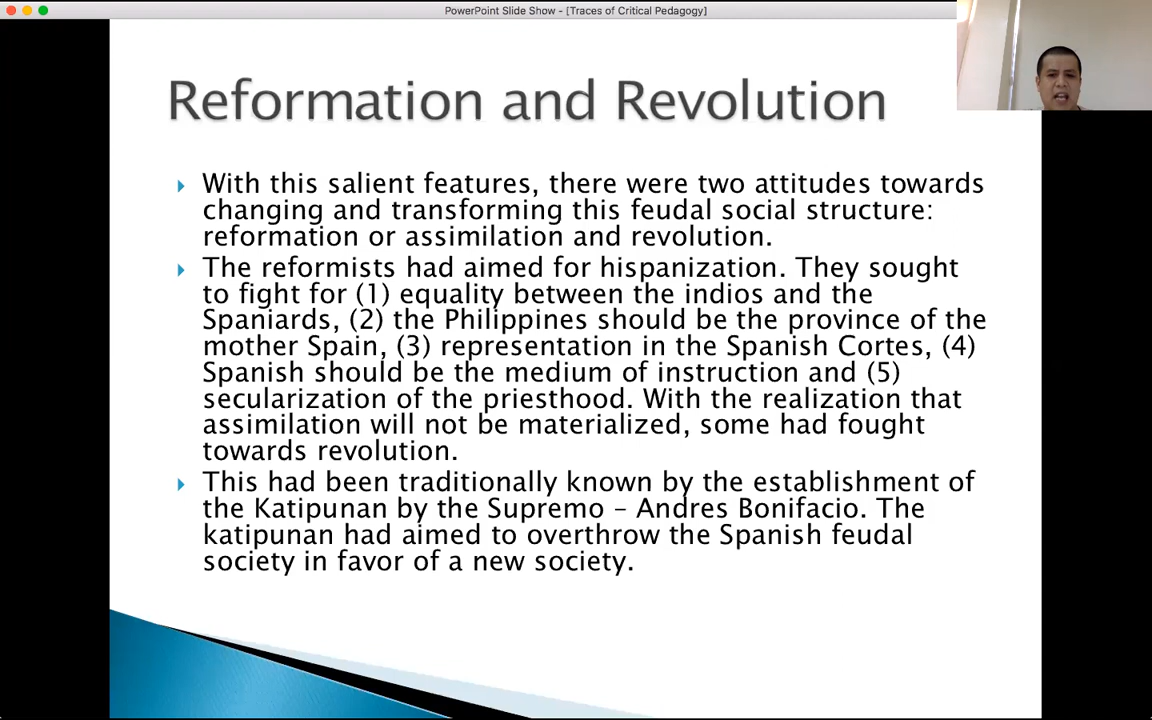 PowerPoint Slide Show - [Traces of Critical Pedagogy]
Reformation and Revolution
With this salient features, there were two attitudes towards
changing and transforming this feudal social structure:
reformation or assimilation and revolution.
The reformists had aimed for hispanization. They sought
to fight for (1) equality between the indios and the
Spaniards, (2) the Philippines should be the province of the
mother Spain, (3) representation in the Spanish Cortes, (4)
Spanish should be the medium of instruction and (5)
secularization of the priesthood. With the realization that
assimilation will not be materialized, some had fought
towards revolution.
This had been traditionally known by the establishment of
the Katipunan by the Supremo – Andres Bonifacio. The
katipunan had aimed to overthrow the Spanish feudal
society in favor of a new society.